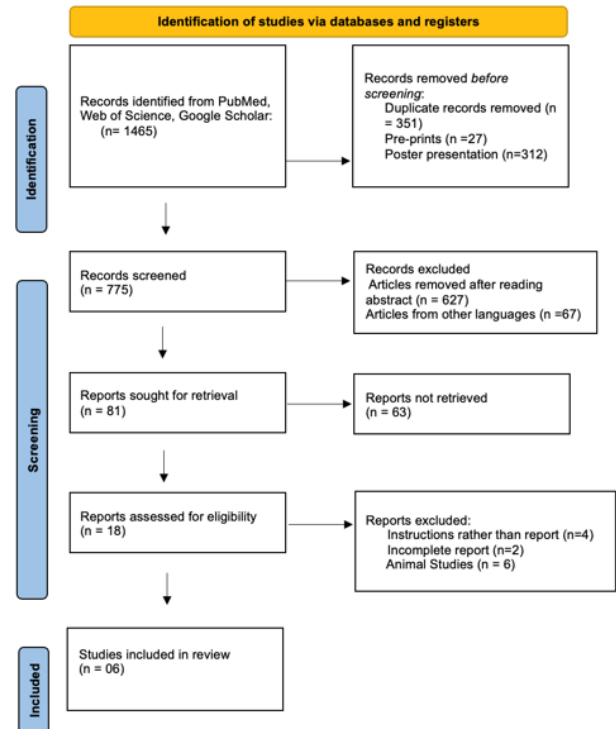 Identification of studies via databases and registers
Identification
Records identified from PubMed,
Web of Science, Google Scholar:
(n= 1465)
Records removed before
screening:
Duplicate records removed (n
= 351)
Pre-prints (n =27)
Poster presentation (n=312)
Screening
Records screened
(n = 775)
Records excluded
Articles removed after reading
abstract (n = 627)
Articles from other languages (n =67)
Reports sought for retrieval
(n = 81)
Reports not retrieved
(n = 63)
Reports assessed for eligibility
(n = 18)
Reports excluded:
Instructions rather than report (n=4)
Incomplete report (n=2)
Animal Studies (n = 6)
Included
Studies included in review
(n = 06)